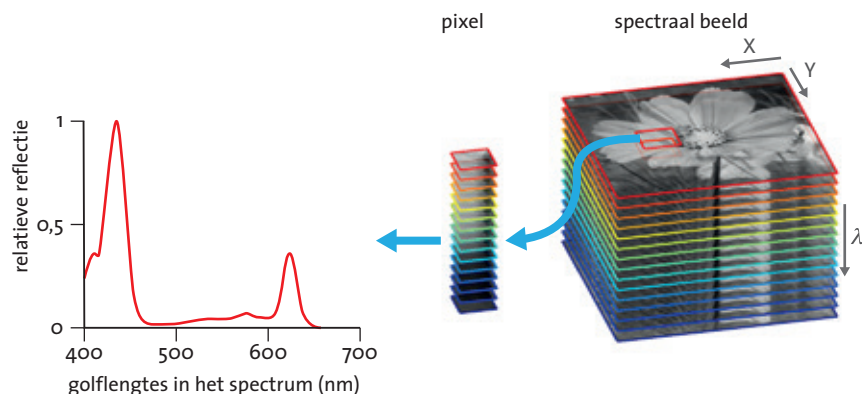 pixel
spectraal beeld
X
Y
λ
relatieve reflectie
1
0,5
0
400
500
600
700
golflengtes in het spectrum (nm)